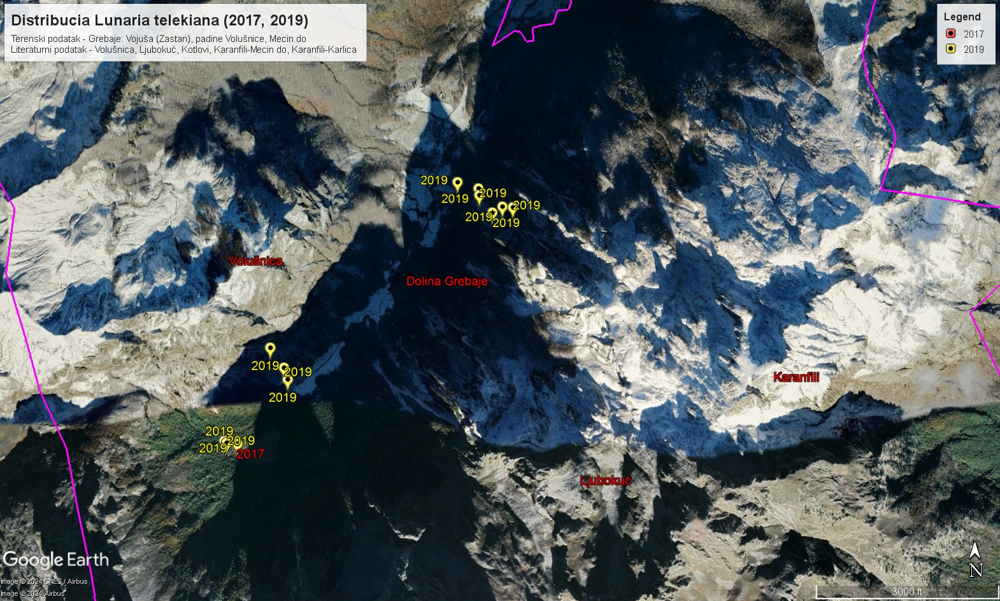 Distribucia Lunaria telekiana (2017, 2019)
Terenski podatak - Grebaje: Vojuša (Zastan), padine Volušnice, Mecin do
Literaturni podatak - Volušnica, Ljubokuć, Kotlovi, Karanfili-Mecin do, Karanfili-Karlica
Legend
2017
2019
2019
2019
2019
2019
2019
2019
Volušnica
Dolina Grebaje
2019
2019
2019
Karanfili
2019
2019
2019
2017
Ljubokuć
Google Earth
Image © 2024 CNES / Airbus
Image © 2024 Airbus
N
3000 ft